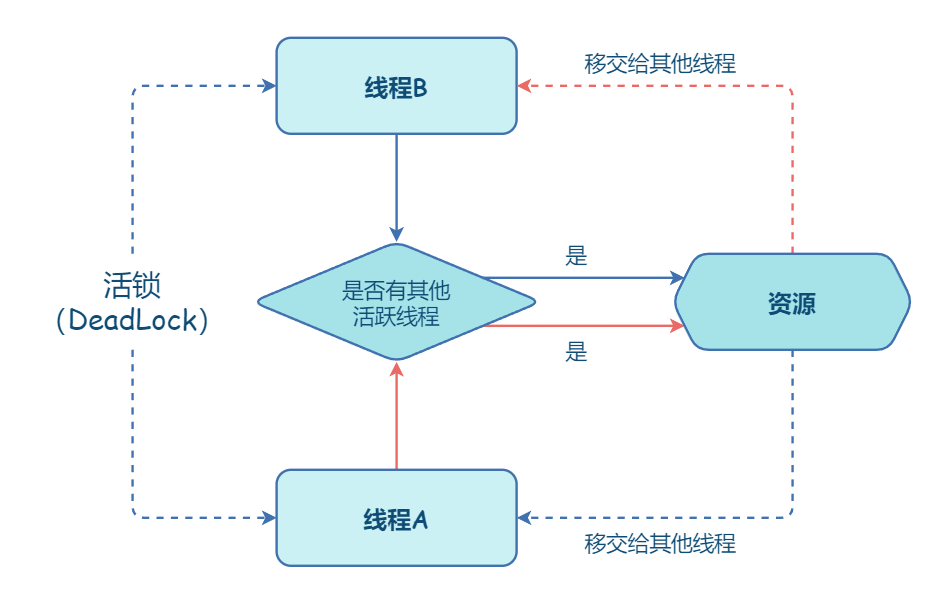 移交给其他线程
线程B
是
是否有其他
活跃线程
资源
活锁
（DeadLock）
是
线程A
移交给其他线程